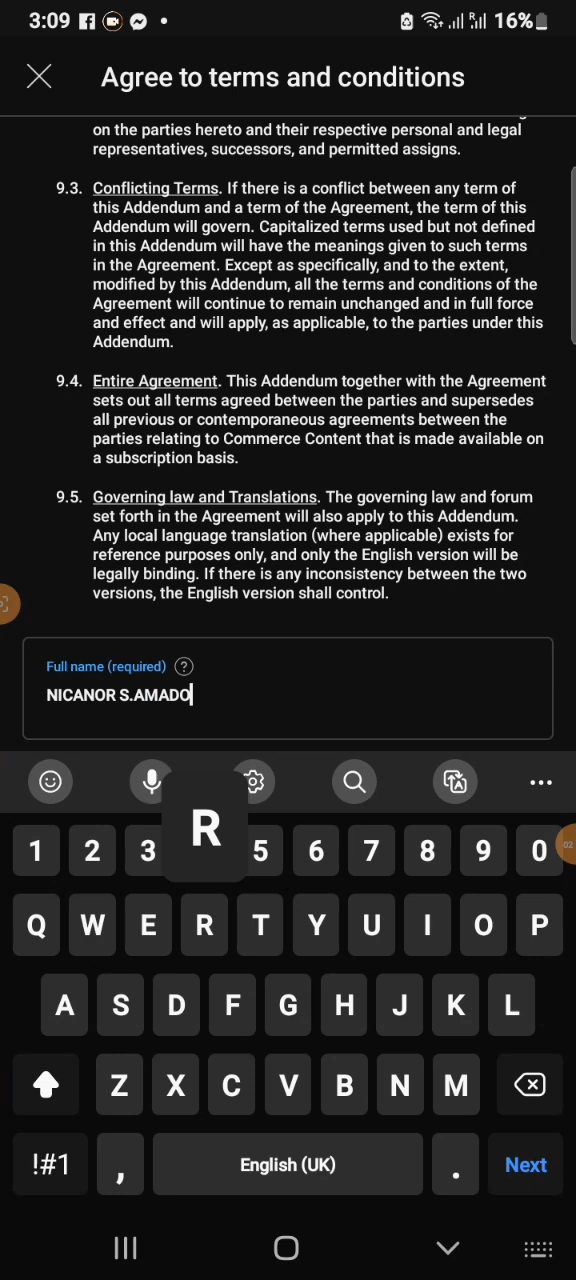 3:09 16%
Agree to terms and conditions
on the parties hereto and their respective personal and legal
representatives, successors, and permitted assigns.
9.3. Conflicting Terms. If there is a conflict between any term of
this Addendum and a term of the Agreement, the term of this
Addendum will govern. Capitalized terms used but not defined
in this Addendum will have the meanings given to such terms
in the Agreement. Except as specifically, and to the extent,
modified by this Addendum, all the terms and conditions of the
Agreement will continue to remain unchanged and in full force
and effect and will apply, as applicable, to the parties under this
Addendum.
9.4. Entire Agreement. This Addendum together with the Agreement
sets out all terms agreed between the parties and supersedes
all previous or contemporaneous agreements between the
parties relating to Commerce Content that is made available on
a subscription basis.
9.5. Governing law and Translations. The governing law and forum
set forth in the Agreement will also apply to this Addendum.
Any local language translation (where applicable) exists for
reference purposes only, and only the English version will be
legally binding. If there is any inconsistency between the two
versions, the English version shall control.
Full name (required) ?
NICANOR S.AMADO
R
1 2 3 5 6 7 8 9 0
02
Q W E R T Y U I O P
A S D F G H J K L
Z X C V B N M
!#1 , English (UK) . Next